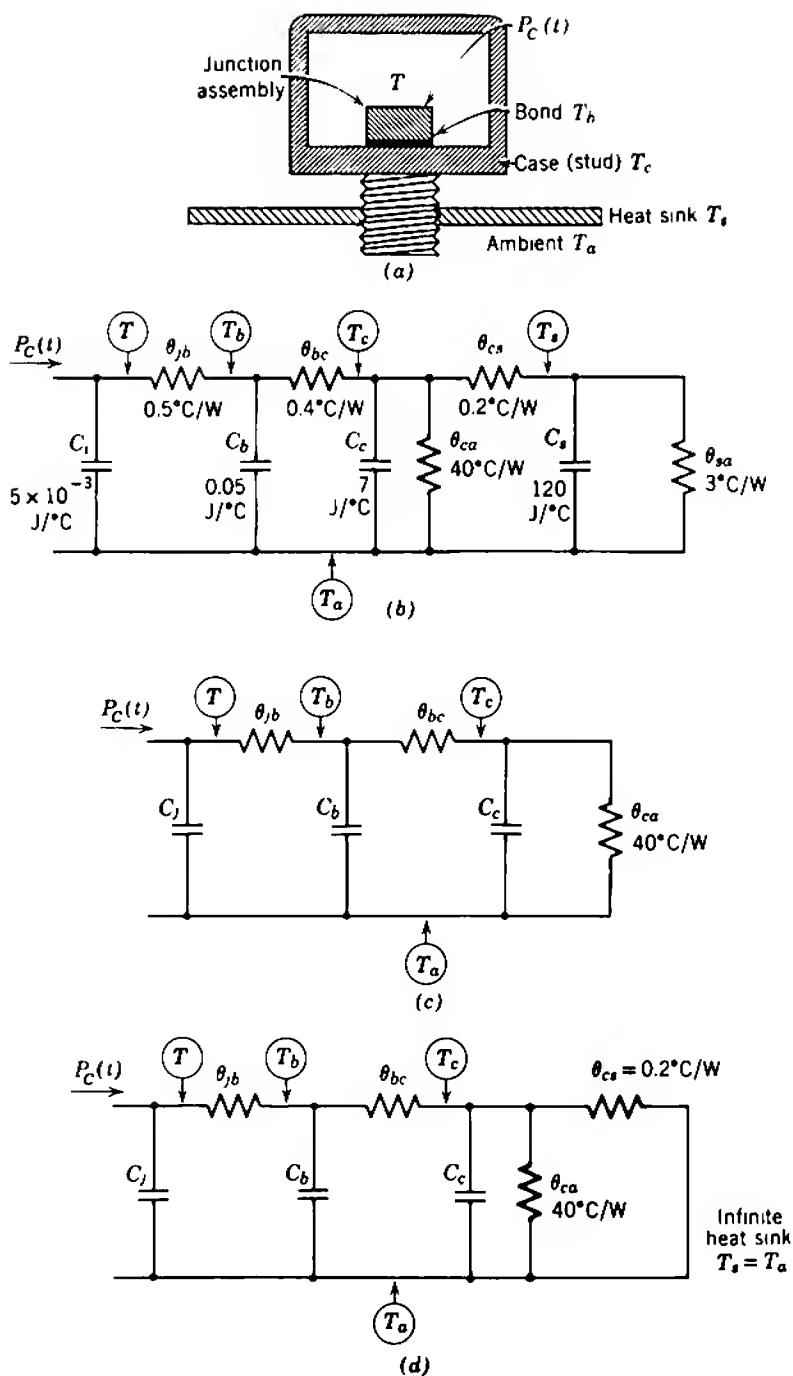 P_C(t)
Junction
assembly
T
Bond T_b
Case (stud) T_c
Heat sink T_s
Ambient T_a
(a)
P_C(t)
T
θ_jb
T_b
θ_bc
T_c
θ_cs
T_s
0.5°C/W
0.4°C/W
0.2°C/W
C_j
C_b
C_c
θ_ca
C_s
θ_sa
5 × 10^-3
J/°C
0.05
J/°C
7
J/°C
40°C/W
120
J/°C
3°C/W
T_a
(b)
P_C(t)
T
θ_jb
T_b
θ_bc
T_c
C_j
C_b
C_c
θ_ca
40°C/W
T_a
(c)
P_C(t)
T
θ_jb
T_b
θ_bc
T_c
θ_cs = 0.2°C/W
C_j
C_b
C_c
θ_ca
40°C/W
Infinite
heat sink
T_s = T_a
T_a
(d)